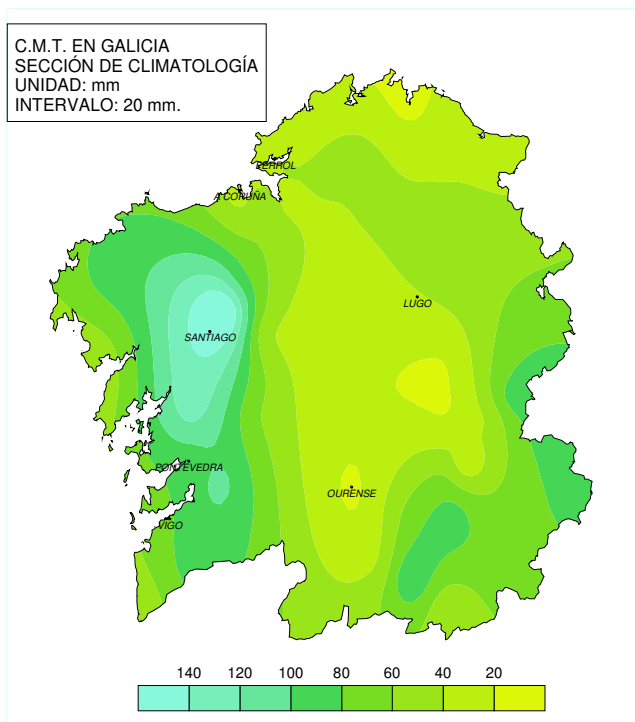 C.M.T. EN GALICIA
SECCIÓN DE CLIMATOLOGÍA
UNIDAD: mm
INTERVALO: 20 mm.
FERROL
A CORUÑA
LUGO
SANTIAGO
PONTEVEDRA
OURENSE
VIGO
140 120 100 80 60 40 20